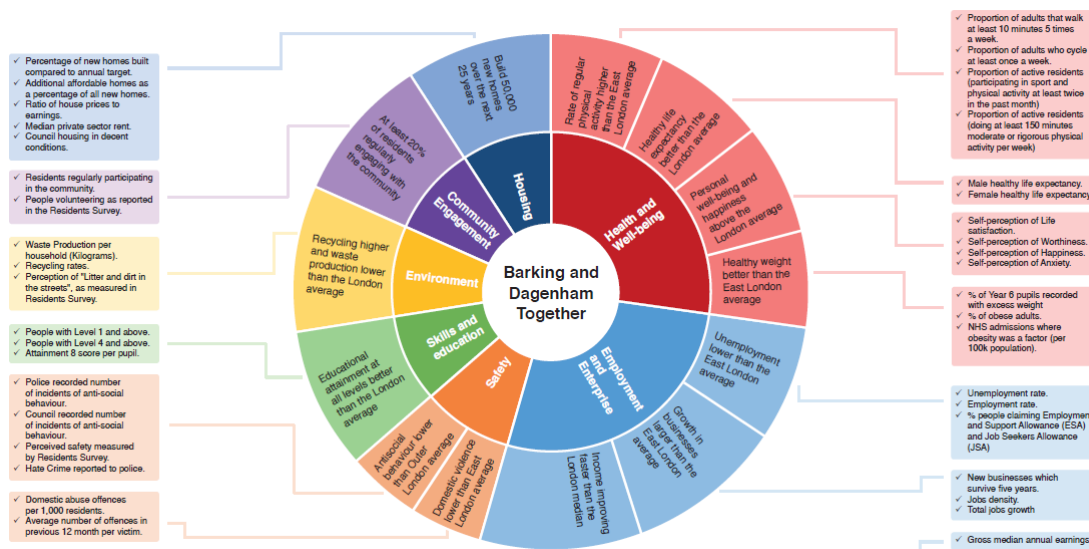 ✓ Percentage of new homes built
compared to annual target.
✓ Additional affordable homes as
a percentage of all new homes.
✓ Ratio of house prices to
earnings.
✓ Median private sector rent.
✓ Council housing in decent
conditions.
✓ Residents regularly participating
in the community.
✓ People volunteering as reported
in the Residents Survey.
✓ Waste Production per
household (Kilograms).
✓ Recycling rates.
✓ Perception of "Litter and dirt in
the streets", as measured in
Residents Survey.
✓ People with Level 1 and above.
✓ People with Level 4 and above.
✓ Attainment 8 score per pupil.
✓ Police recorded number
of incidents of anti-social
behaviour.
✓ Council recorded number
of incidents of anti-social
behaviour.
✓ Perceived safety measured
by Residents Survey.
✓ Hate Crime reported to police.
✓ Domestic abuse offences
per 1,000 residents.
✓ Average number of offences in
previous 12 month per victim.
Build 50,000
new homes
over the next
25 years
At least 20%
of residents
regularly
engaging with
the community
Recycling higher
and waste
production lower
than the London
average
Educational
attainment at
all levels better
than the London
average
Antisocial
behaviour lower
than Outer
London average
Domestic violence
lower than East
London average
Income improving
faster than the
London median
Growth in
businesses
larger than the
East London
average
Unemployment
lower than the
East London
average
Healthy weight
better than the
East London
average
Personal
well-being and
happiness
above the
London average
Healthy life
expectancy
better than the
London average
Rate of regular
physical
activity higher
than the East
London average
Housing
Community
Engagement
Environment
Skills and
education
Safety
Employment
and
Enterprise
Health and
Well-being
Barking and
Dagenham
Together
✓ Proportion of adults that walk
at least 10 minutes 5 times
a week.
✓ Proportion of adults who cycle
at least once a week.
✓ Proportion of active residents
(participating in sport and
physical activity at least twice
in the past month)
✓ Proportion of active residents
(doing at least 150 minutes
moderate or rigorous physical
activity per week)
✓ Male healthy life expectancy.
✓ Female healthy life expectancy
✓ Self-perception of Life
satisfaction.
✓ Self-perception of Worthiness.
✓ Self-perception of Happiness.
✓ Self-perception of Anxiety.
✓ % of Year 6 pupils recorded
with excess weight
✓ % of obese adults.
✓ NHS admissions where
obesity was a factor (per
100k population).
✓ Unemployment rate.
✓ Employment rate.
✓ % people claiming Employmen
and Support Allowance (ESA)
and Job Seekers Allowance
(JSA)
✓ New businesses which
survive five years.
✓ Jobs density.
✓ Total jobs growth
✓ Gross median annual earnings